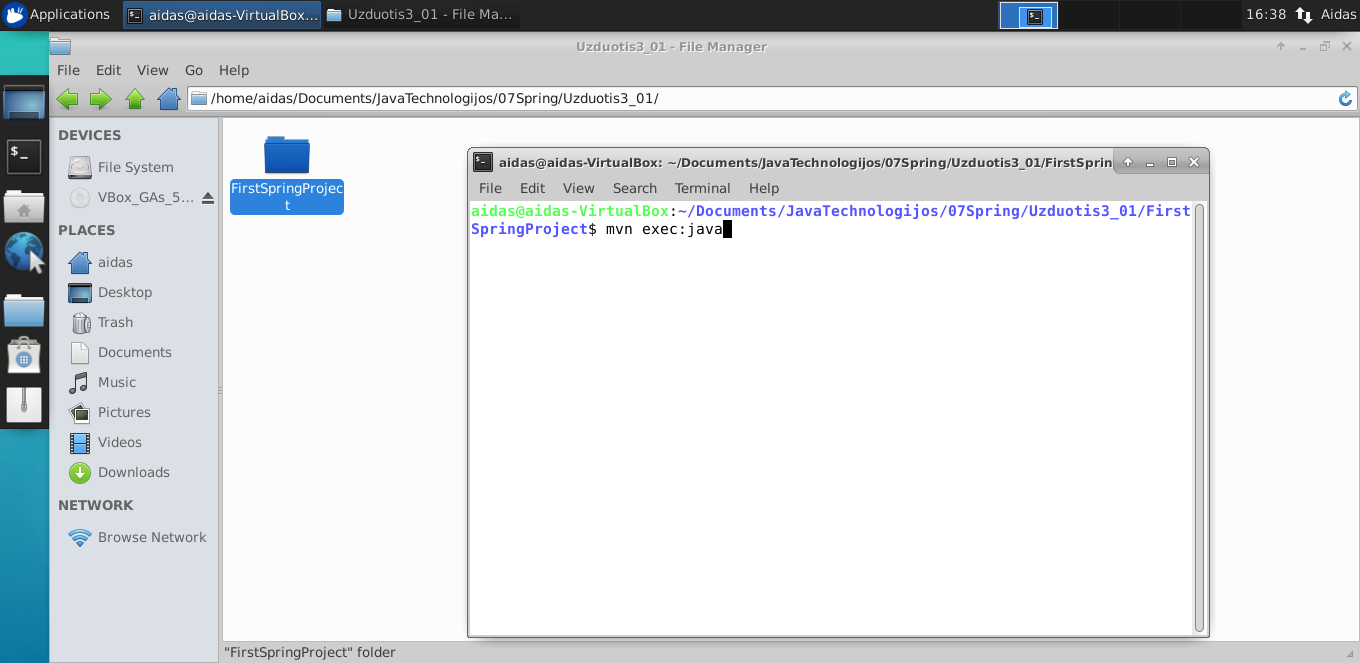 Applications aidas@aidas-VirtualBox... Uzduotis3_01 - File Ma... 16:38 Aidas
Uzduotis3_01 - File Manager
File Edit View Go Help
/home/aidas/Documents/JavaTechnologijos/07Spring/Uzduotis3_01/
DEVICES
File System
VBox_GAs_5...
PLACES
aidas
Desktop
Trash
Documents
Music
Pictures
Videos
Downloads
NETWORK
Browse Network
FirstSpringProjec
t
aidas@aidas-VirtualBox: ~/Documents/JavaTechnologijos/07Spring/Uzduotis3_01/FirstSprin
File Edit View Search Terminal Help
aidas@aidas-VirtualBox:~/Documents/JavaTechnologijos/07Spring/Uzduotis3_01/First
SpringProject$ mvn exec:java
"FirstSpringProject" folder